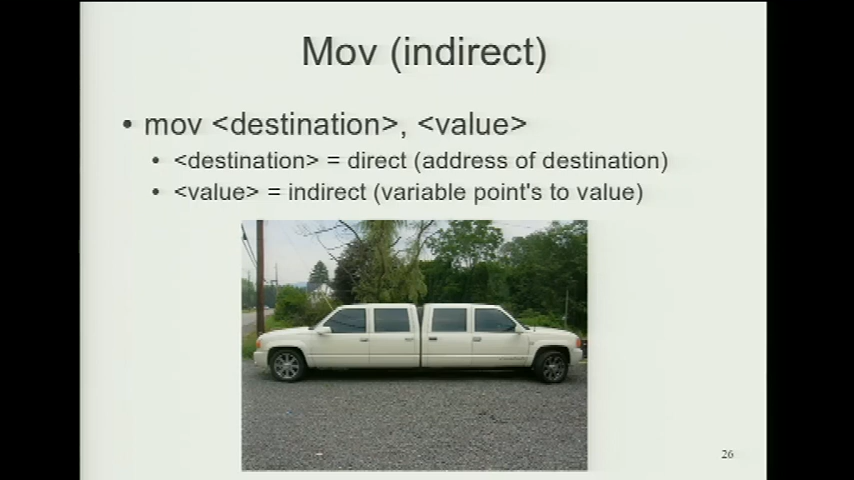 Mov (indirect)
• mov <destination>, <value>
• <destination> = direct (address of destination)
• <value> = indirect (variable point's to value)
26